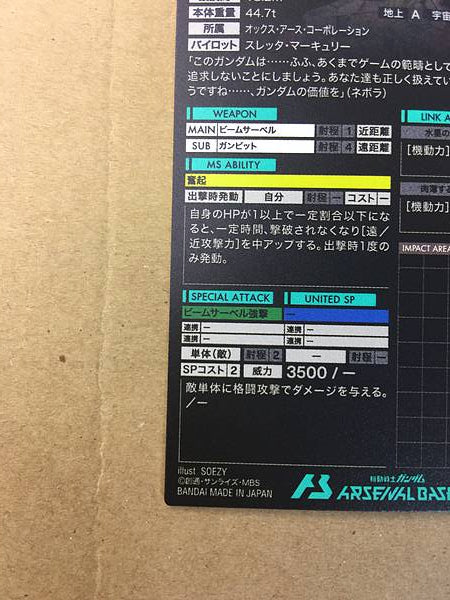 本体重量 44.7t
地上 A 宇宙
所属 オックス・アース・コーポレーション
パイロット スレッタ・マーキュリー
「このガンダムは……ふふ、あくまでゲームの範疇として
追求しないことにしましょう。あなた達も正しく扱えてい
うですね……、ガンダムの価値を」(ネボラ)
WEAPON
MAIN ビームサーベル 射程 1 近距離
SUB ガンビット 射程 4 遠距離
MS ABILITY
奮起
出撃時発動 自分 射程 ー コスト ー
自身のHPが1以上で一定割合以下にな
ると、一定時間、撃破されなくなり[遠/
近攻撃力]を中アップする。出撃時1度の
み発動。
LINK A
[機動力]
[機動力]
IMPACT AREA
SPECIAL ATTACK UNITED SP
ビームサーベル強撃 ー
連携 ー 連携 ー
連携 ー 連携 ー
単体(敵) 射程 2 ー 射程 ー
SPコスト 2 威力 3500 / ー
敵単体に格闘攻撃でダメージを与える。
/ー
illust. SOEZY
©創通・サンライズ・MBS
BANDAI MADE IN JAPAN
機動戦士ガンダム
ARSENAL BASE